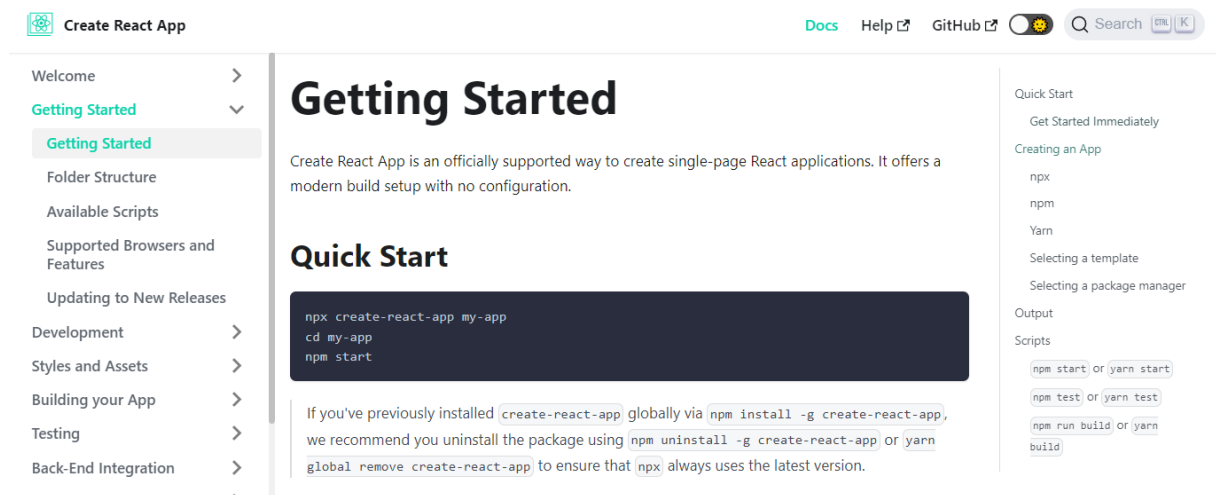 Create React App
Docs
Help
GitHub
Search
CTRL
K
Welcome
Getting Started
Getting Started
Folder Structure
Available Scripts
Supported Browsers and
Features
Updating to New Releases
Development
Styles and Assets
Building your App
Testing
Back-End Integration
Getting Started
Create React App is an officially supported way to create single-page React applications. It offers a
modern build setup with no configuration.
Quick Start
npx create-react-app my-app
cd my-app
npm start
If you've previously installed create-react-app globally via npm install -g create-react-app,
we recommend you uninstall the package using npm uninstall -g create-react-app or yarn
global remove create-react-app to ensure that npx always uses the latest version.
Quick Start
Get Started Immediately
Creating an App
npx
npm
Yarn
Selecting a template
Selecting a package manager
Output
Scripts
npm start or yarn start
npm test or yarn test
npm run build or yarn
build